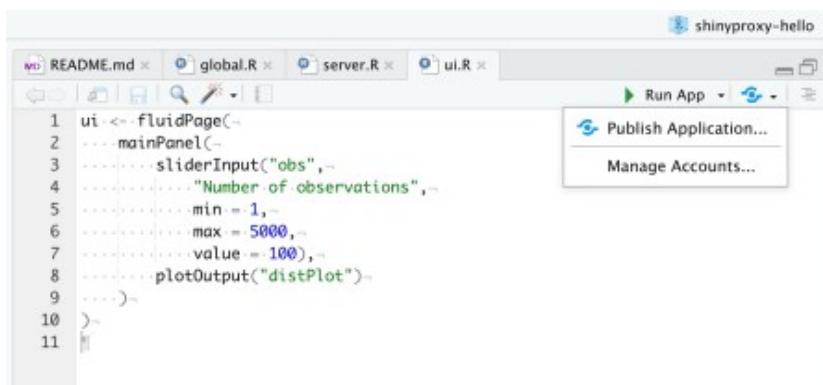 shinyproxy-hello
README.md × global.R × server.R × ui.R ×
Run App
Publish Application...
Manage Accounts...
1 ui <- fluidPage(
2 mainPanel(
3 sliderInput("obs",
4 "Number of observations",
5 min = 1,
6 max = 5000,
7 value = 100),
8 plotOutput("distPlot")
9 )
10 )
11